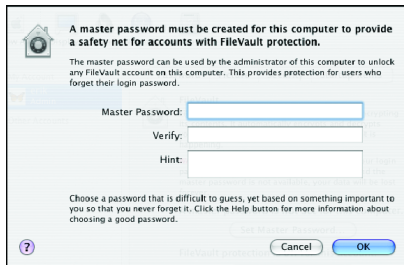 A master password must be created for this computer to provide
a safety net for accounts with FileVault protection.
The master password can be used by the administrator of this computer to unlock
any FileVault account on this computer. This provides protection for users who
forget their login password.
Master Password:
Verify:
Hint:
Choose a password that is difficult to guess, yet based on something important to
you so that you never forget it. Click the Help button for more information about
choosing a good password.
?
Cancel
OK